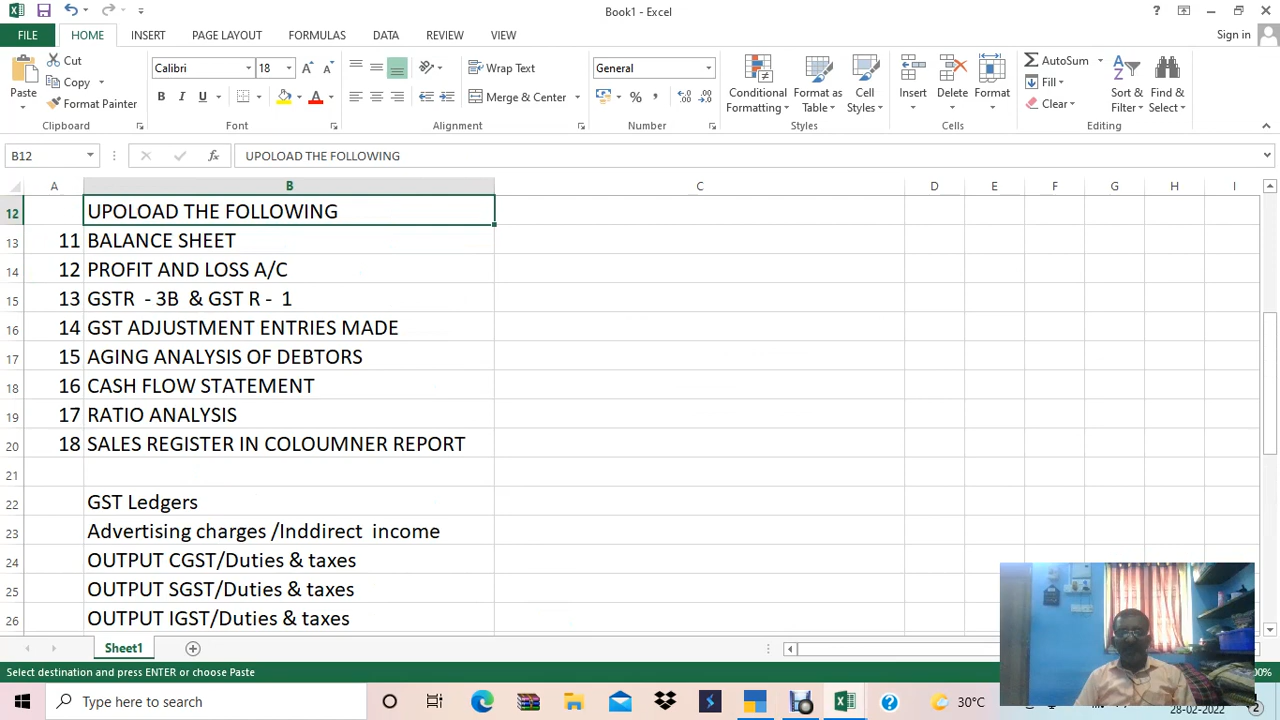 Book1 - Excel
FILE HOME INSERT PAGE LAYOUT FORMULAS DATA REVIEW VIEW
Sign in
Paste
Cut
Copy
Format Painter
Clipboard
Calibri 18
B I U
Font
Wrap Text
Merge & Center
Alignment
General
%
Number
Conditional Formatting
Format as Table
Cell Styles
Styles
Insert
Delete
Format
Cells
AutoSum
Fill
Clear
Sort & Filter
Find & Select
Editing
B12 fx UPOLOAD THE FOLLOWING
A B C D E F G H I
12 UPOLOAD THE FOLLOWING
13 11 BALANCE SHEET
14 12 PROFIT AND LOSS A/C
15 13 GSTR - 3B & GST R - 1
16 14 GST ADJUSTMENT ENTRIES MADE
17 15 AGING ANALYSIS OF DEBTORS
18 16 CASH FLOW STATEMENT
19 17 RATIO ANALYSIS
20 18 SALES REGISTER IN COLOUMNER REPORT
21
22 GST Ledgers
23 Advertising charges /Inddirect income
24 OUTPUT CGST/Duties & taxes
25 OUTPUT SGST/Duties & taxes
26 OUTPUT IGST/Duties & taxes
Sheet1
Select destination and press ENTER or choose Paste
Type here to search
30°C
28-02-2022